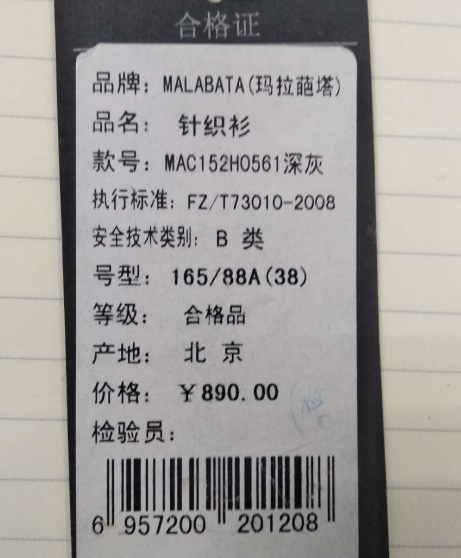 合格证
品牌: MALABATA(玛拉葩塔)
品名: 针织衫
款号: MAC152H0561深灰
执行标准: FZ/T73010-2008
安全技术类别: B 类
号型: 165/88A(38)
等级: 合格品
产地: 北 京
价格: ￥890.00
检验员:
6 957200 201208